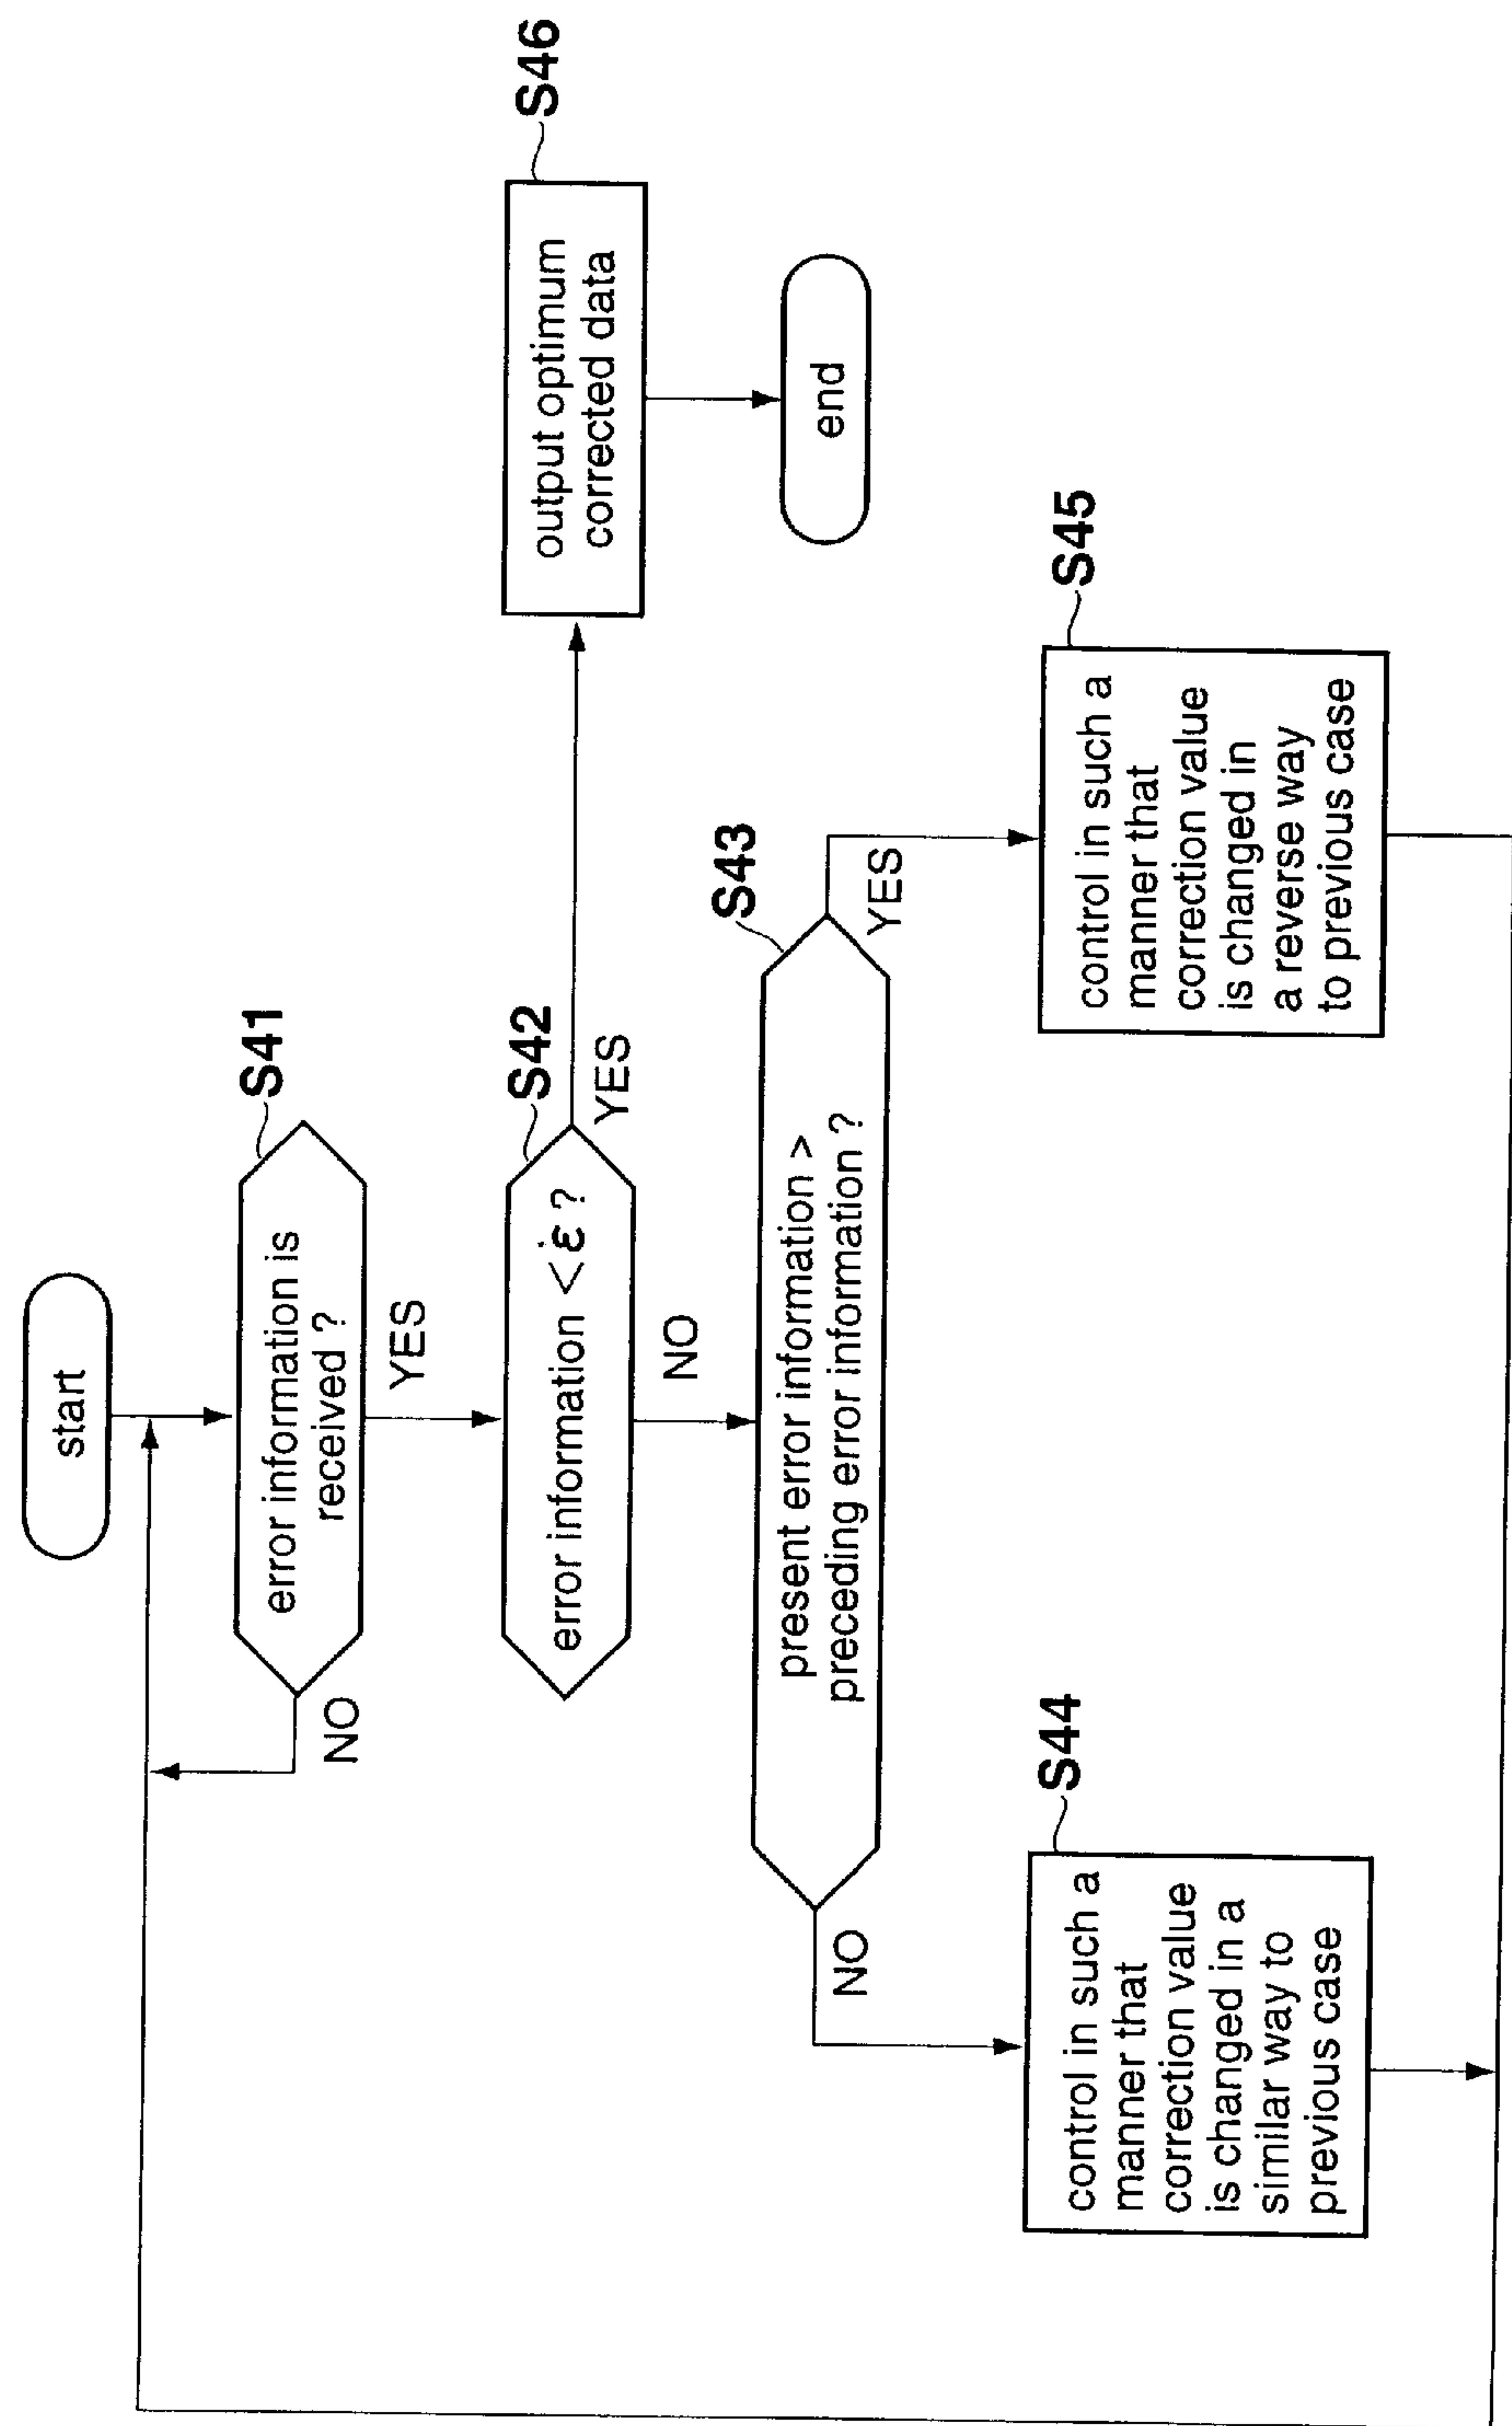 start
S41
error information is
received ?
NO
YES
S42
error information < ε ?
YES
NO
S46
output optimum
corrected data
end
S43
present error information >
preceding error information ?
NO
YES
S44
control in such a
manner that
correction value
is changed in a
similar way to
previous case
S45
control in such a
manner that
correction value
is changed in
a reverse way
to previous case